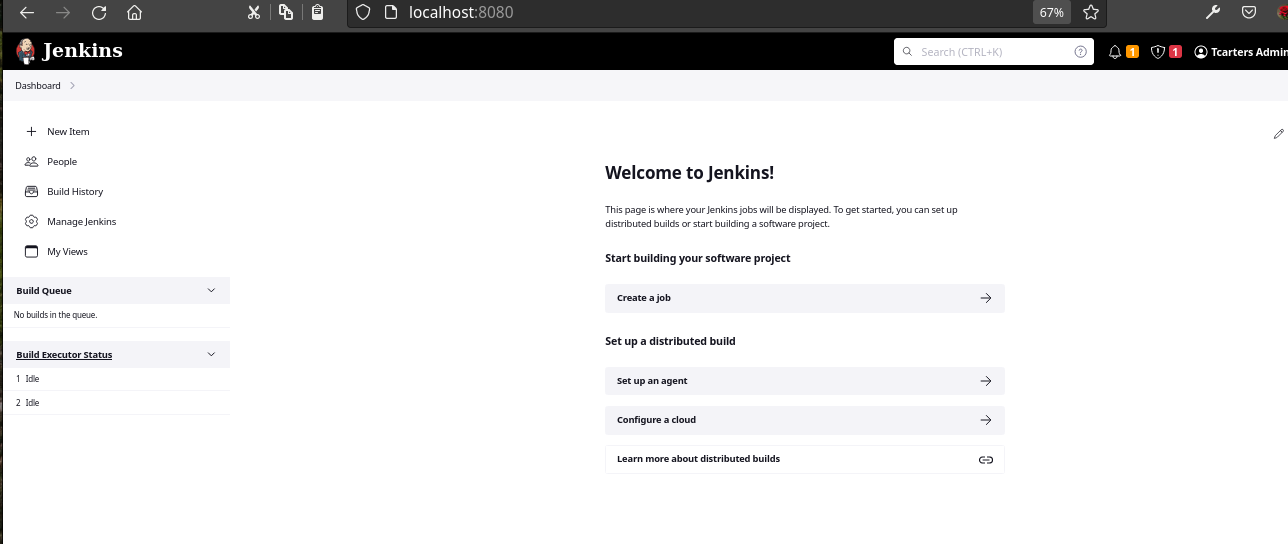 localhost:8080
67%
Jenkins
Search (CTRL+K)
1
1
Tcarters Admin
Dashboard
New Item
People
Build History
Manage Jenkins
My Views
Build Queue
No builds in the queue.
Build Executor Status
1 Idle
2 Idle
Welcome to Jenkins!
This page is where your Jenkins jobs will be displayed. To get started, you can set up
distributed builds or start building a software project.
Start building your software project
Create a job
Set up a distributed build
Set up an agent
Configure a cloud
Learn more about distributed builds